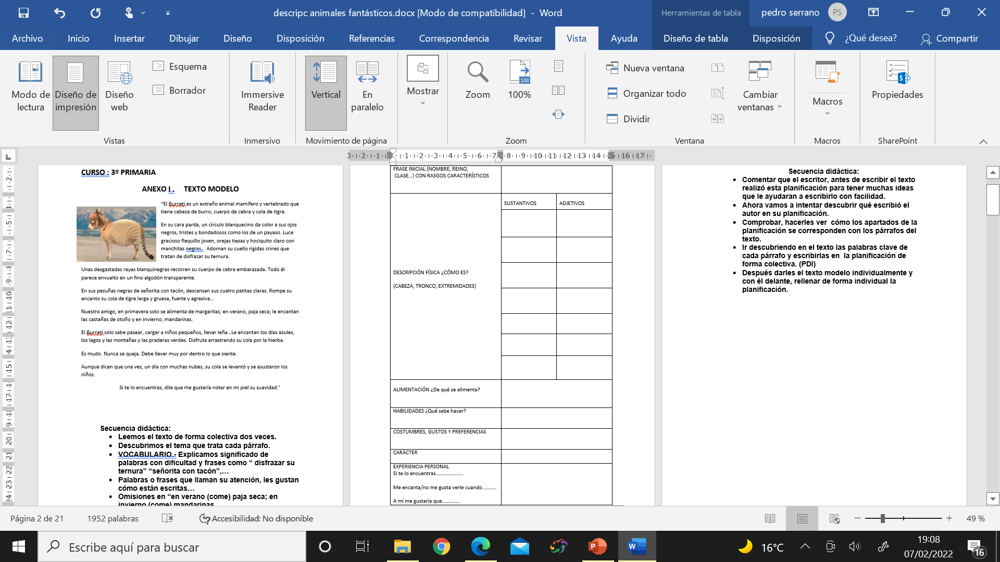 descripc animales fantásticos.docx [Modo de compatibilidad] - Word
Herramientas de tabla
pedro serrano
PS
Archivo
Inicio
Insertar
Dibujar
Diseño
Disposición
Referencias
Correspondencia
Revisar
Vista
Ayuda
Diseño de tabla
Disposición
¿Qué desea?
Compartir
Modo de lectura
Diseño de impresión
Diseño web
Esquema
Borrador
Vistas
Immersive Reader
Inmersivo
Vertical
En paralelo
Movimiento de página
Mostrar
Zoom
100
100%
Zoom
Nueva ventana
Organizar todo
Dividir
Cambiar ventanas
Ventana
Macros
Macros
S
Propiedades
SharePoint
L
3 2 1 1 2 3 4 5 6 7 8 9 10 11 12 13 14 15 16 17
CURSO : 3º PRIMARIA
ANEXO I . TEXTO MODELO
“El Burceti es un extraño animal mamífero y vertebrado que
tiene cabeza de burro, cuerpo de cebra y cola de tigre.
En su cara parda, un círculo blanquecino da color a sus ojos
negros, tristes y bondadosos como los de un payaso. Luce
gracioso flequillo joven, orejas tiesas y hociquito claro con
manchitas negras. Adornan su cuello rígidas crines que
tratan de disfrazar su ternura.
Unas desgastadas rayas blanquinegras recorren su cuerpo de cebra embarazada. Todo él
parece envuelto en un fino algodón transparente.
En sus pezuñas negras de señorita con tacón, descansan sus cuatro patitas claras. Rompe su
encanto su cola de tigre larga y gruesa, fuerte y agresiva…
Nuestro amigo, en primavera solo se alimenta de margaritas; en verano, paja seca; le encantan
las castañas de otoño y en invierno, mandarinas.
El Burceti solo sabe pasear, cargar a niños pequeños, llevar leña…Le encantan los días azules,
los lagos y las montañas y las praderas verdes. Disfruta arrastrando su cola por la hierba.
Es mudo. Nunca se queja. Debe llevar muy por dentro lo que siente.
Aunque dicen que una vez, un día con muchas nubes, su cola se levantó y se asustaron los
niños.
Si te lo encuentras, dile que me gustaría notar en mi piel su suavidad."
Secuencia didáctica:
• Leemos el texto de forma colectiva dos veces.
• Descubrimos el tema que trata cada párrafo.
• VOCABULARIO.- Explicamos significado de
palabras con dificultad y frases como “ disfrazar su
ternura” “señorita con tacón”,…
• Palabras o frases que llaman su atención, les gustan
cómo están escritas…
• Omisiones en “en verano (come) paja seca; en
invierno (come) mandarinas
FRASE INICIAL (NOMBRE, REINO,
CLASE…) CON RASGOS CARACTERÍSTICOS
SUSTANTIVOS
ADJETIVOS
DESCRIPCIÓN FÍSICA ¿CÓMO ES?
(CABEZA, TRONCO, EXTREMIDADES)
ALIMENTACIÓN ¿De qué se alimenta?
HABILIDADES ¿Qué sabe hacer?
COSTUMBRES, GUSTOS Y PREFERENCIAS
CARÁCTER
EXPERIENCIA PERSONAL
Si te lo encuentras…………………
Me encanta/no me gusta verle cuando………..
A mí me gustaría que…………..
Secuencia didáctica:
• Comentar que el escritor, antes de escribir el texto
realizó esta planificación para tener muchas ideas
que le ayudaran a escribirlo con facilidad.
• Ahora vamos a intentar descubrir qué escribió el
autor en su planificación.
• Comprobar, hacerles ver cómo los apartados de la
planificación se corresponden con los párrafos del
texto.
• Ir descubriendo en el texto las palabras clave de
cada párrafo y escribirlas en la planificación de
forma colectiva. (PDI)
• Después darles el texto modelo individualmente y
con él delante, rellenar de forma individual la
planificación.
Página 2 de 21
1952 palabras
Accesibilidad: No disponible
49 %
Escribe aquí para buscar
P
W
16°C
19:08
07/02/2022
16